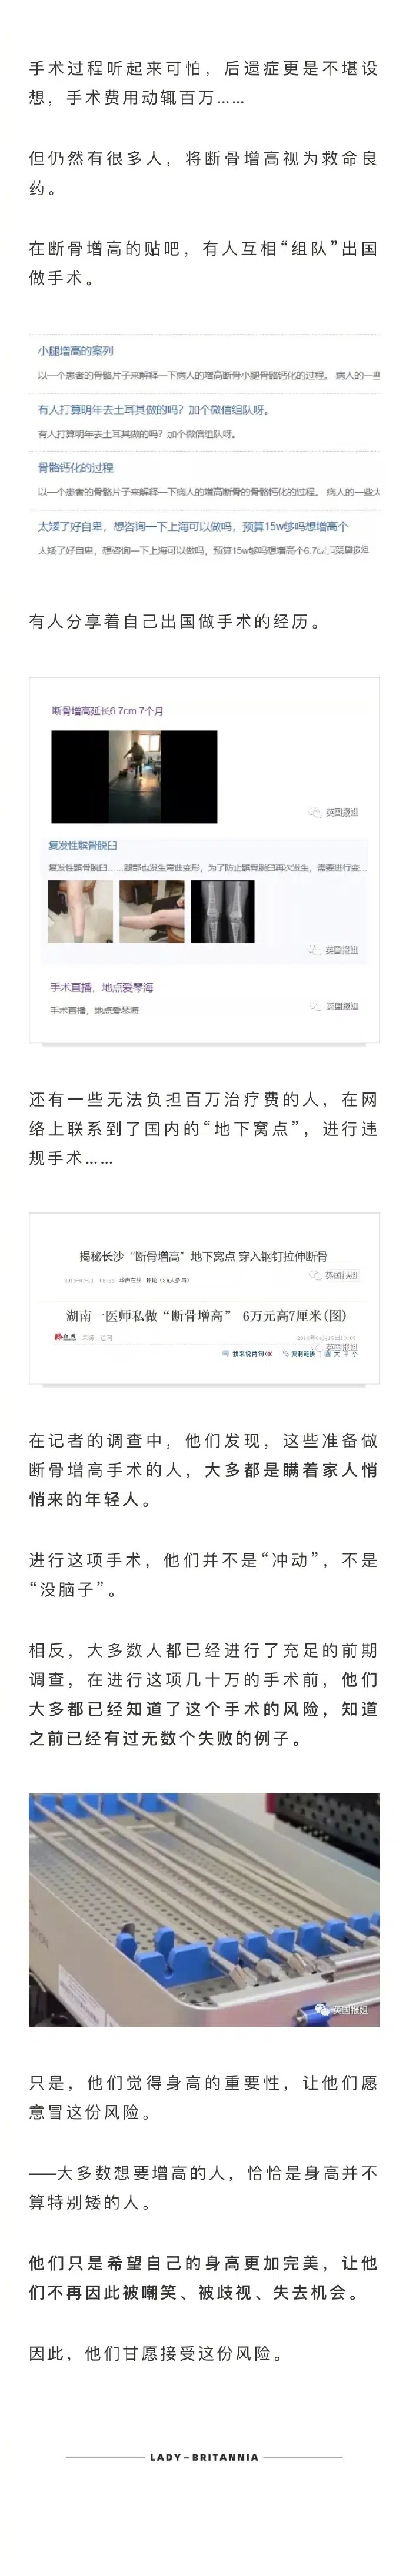 手术过程听起来可怕，后遗症更是不堪设
想，手术费用动辄百万……
但仍然有很多人，将断骨增高视为救命良
药。
在断骨增高的贴吧，有人互相“组队”出国
做手术。
小腿增高的案列
以一个患者的骨骼片子来解释一下病人的增高断骨小腿骨骼钙化的过程。 病人的一些
有人打算明年去土耳其做的吗？加个微信组队呀。
有人打算明年去土耳其做的吗？加个微信组队呀。
骨骼钙化的过程
以一个患者的骨骼片子来解释一下病人的增高断骨的骨骼钙化的过程。 病人的一些大
太矮了好自卑，想咨询一下上海可以做吗，预算15w够吗想增高个
太矮了好自卑，想咨询一下上海可以做吗，预算15w够吗想增高个6.7
英国报姐
有人分享着自己出国做手术的经历。
断骨增高延长6.7cm 7个月
英国报姐
复发性髌骨脱臼
复发性髌骨脱臼……腿部也发生弯曲变形，为了防止髌骨脱臼再次发生，需要进行变...
英国报姐
手术直播，地点爱琴海
手术直播，地点爱琴海
英国报姐
还有一些无法负担百万治疗费的人，在网
络上联系到了国内的“地下窝点”，进行违
规手术……
揭秘长沙“断骨增高”地下窝点 穿入钢钉拉伸断骨
华声在线 评论
英国报姐
湖南一医师私做“断骨增高” 6万元高7厘米(图)
红网
英国报姐
我来说两句 复制链接 大 中 小
在记者的调查中，他们发现，这些准备做
断骨增高手术的人，大多都是瞒着家人悄
悄来的年轻人。
进行这项手术，他们并不是“冲动”，不是
“没脑子”。
相反，大多数人都已经进行了充足的前期
调查，在进行这项几十万的手术前，他们
大多都已经知道了这个手术的风险，知道
之前已经有过无数个失败的例子。
英国报姐
只是，他们觉得身高的重要性，让他们愿
意冒这份风险。
——大多数想要增高的人，恰恰是身高并不
算特别矮的人。
他们只是希望自己的身高更加完美，让他
们不再因此被嘲笑、被歧视、失去机会。
因此，他们甘愿接受这份风险。
LADY-BRITANNIA